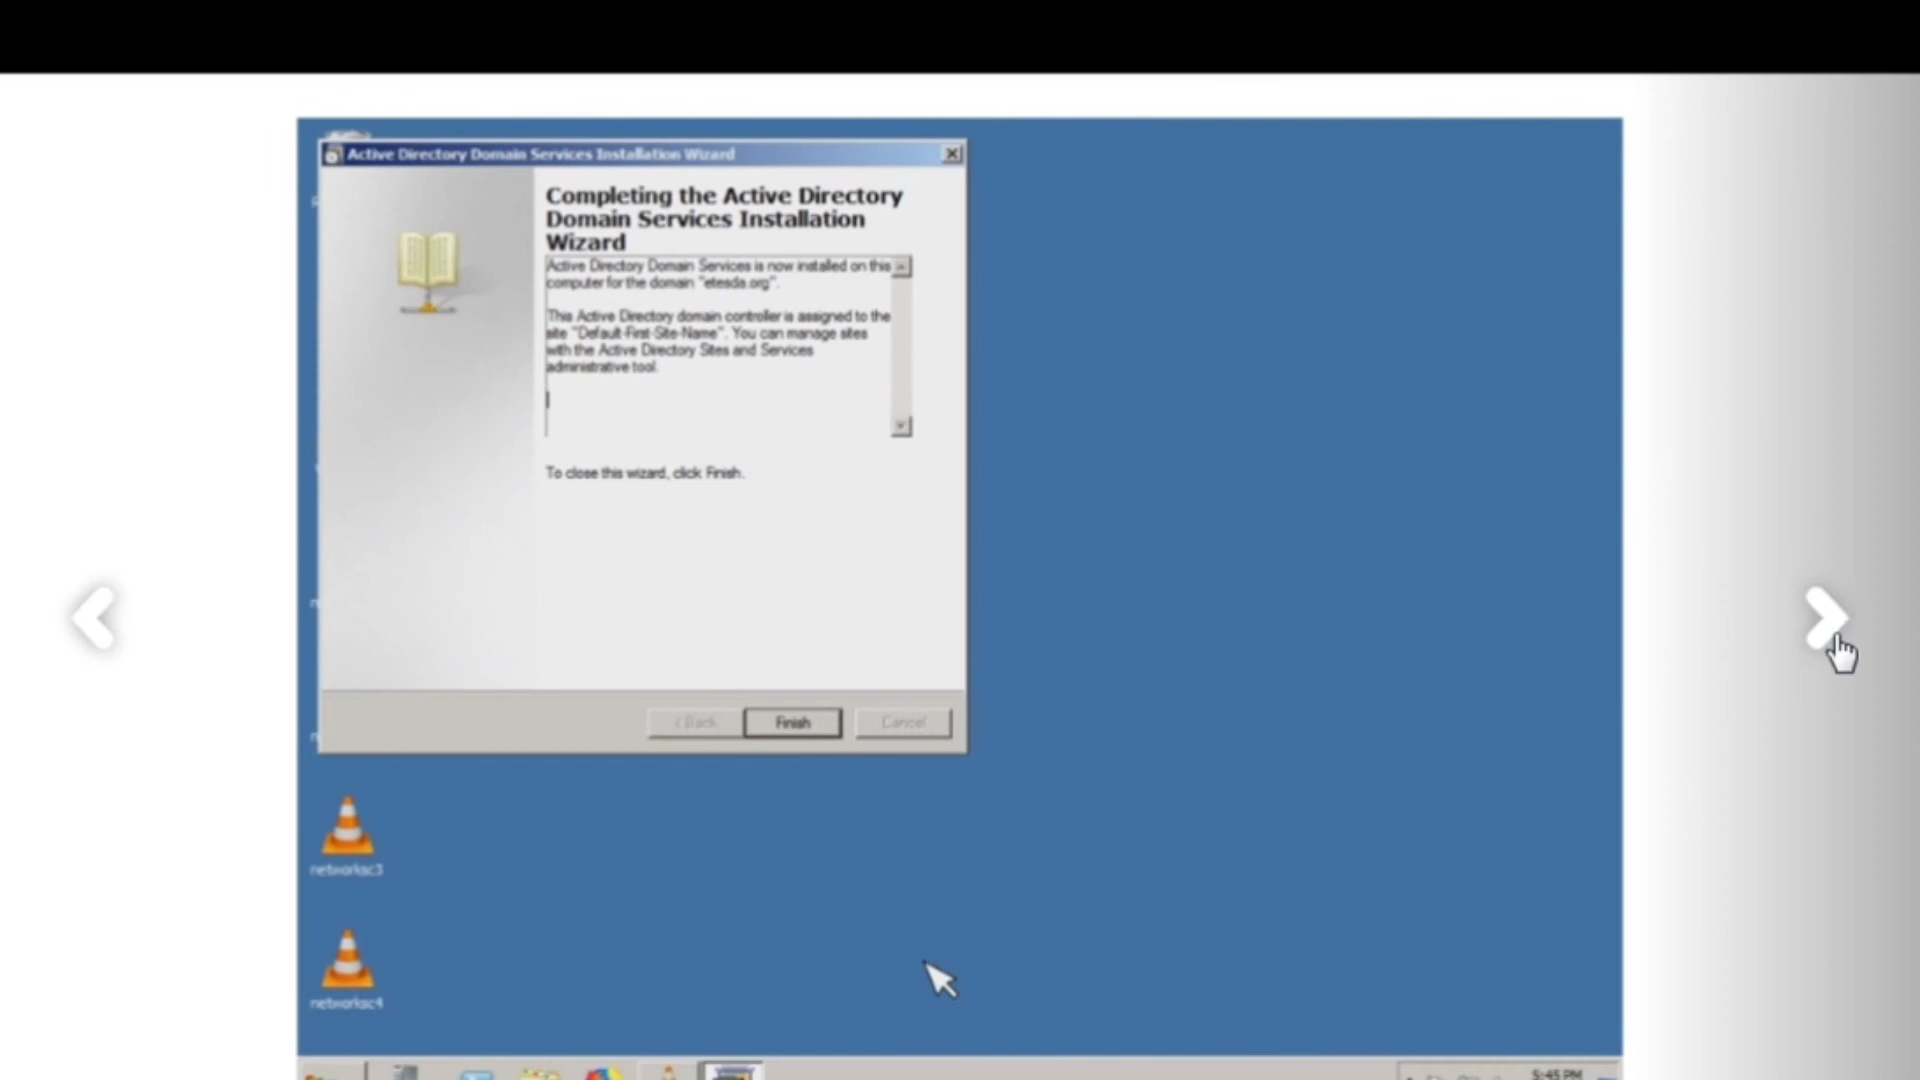 Active Directory Domain Services Installation Wizard
Completing the Active Directory
Domain Services Installation
Wizard
Active Directory Domain Services is now installed on this
computer for the domain "etesda.org".
This Active Directory domain controller is assigned to the
site "Default-First-Site-Name". You can manage sites
with the Active Directory Sites and Services
administrative tool.
To close this wizard, click Finish.
< Back
Finish
Cancel
networksc3
networksc4
5:45 PM